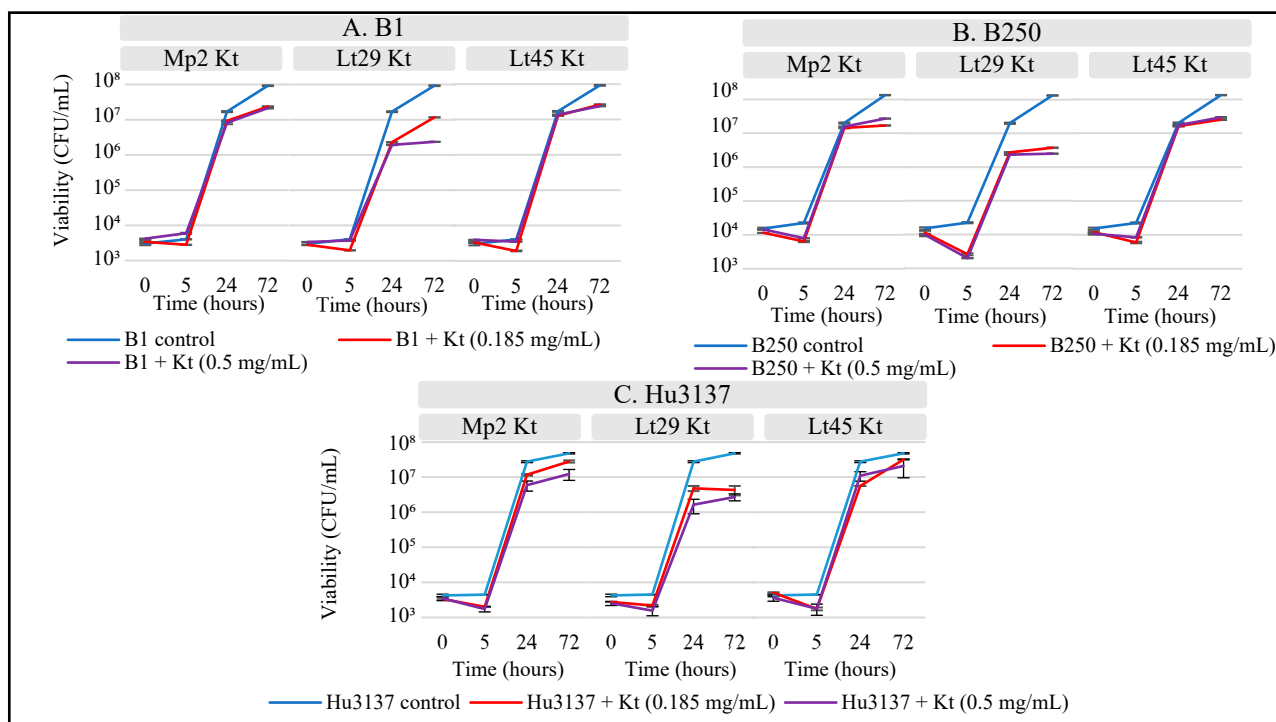 A. B1
Mp2 Kt Lt29 Kt Lt45 Kt
Viability (CFU/mL)
10⁸
10⁷
10⁶
10⁵
10⁴
10³
0 5 24 72 0 5 24 72 0 5 24 72
Time (hours) Time (hours) Time (hours)
B1 control B1 + Kt (0.185 mg/mL)
B1 + Kt (0.5 mg/mL)
B. B250
Mp2 Kt Lt29 Kt Lt45 Kt
Viability (CFU/mL)
10⁸
10⁷
10⁶
10⁵
10⁴
10³
0 5 24 72 0 5 24 72 0 5 24 72
Time (hours) Time (hours) Time (hours)
B250 control B250 + Kt (0.185 mg/mL)
B250 + Kt (0.5 mg/mL)
C. Hu3137
Mp2 Kt Lt29 Kt Lt45 Kt
Viability (CFU/mL)
10⁸
10⁷
10⁶
10⁵
10⁴
10³
0 5 24 72 0 5 24 72 0 5 24 72
Time (hours) Time (hours) Time (hours)
Hu3137 control Hu3137 + Kt (0.185 mg/mL) Hu3137 + Kt (0.5 mg/mL)